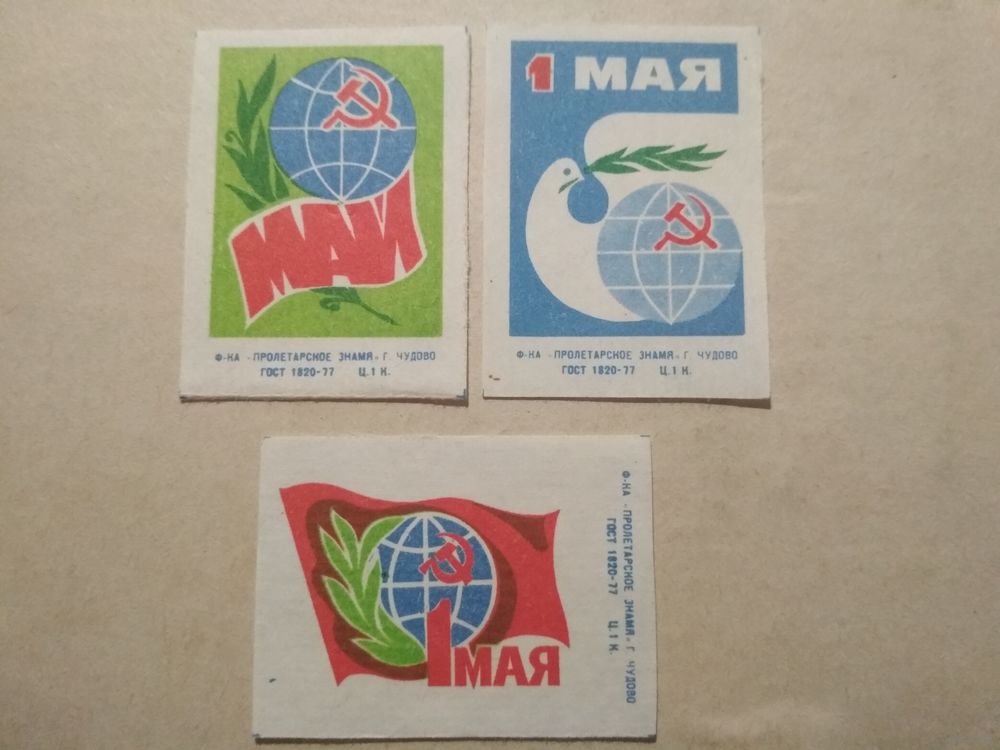 МАЙ
Ф-КА "ПРОЛЕТАРСКОЕ ЗНАМЯ" Г. ЧУДОВО
ГОСТ 1820-77 Ц.1 К.
1 МАЯ
Ф-КА "ПРОЛЕТАРСКОЕ ЗНАМЯ" Г. ЧУДОВО
ГОСТ 1820-77 Ц.1 К.
1 МАЯ
Ф-КА "ПРОЛЕТАРСКОЕ ЗНАМЯ" Г. ЧУДОВО
ГОСТ 1820-77 Ц.1 К.